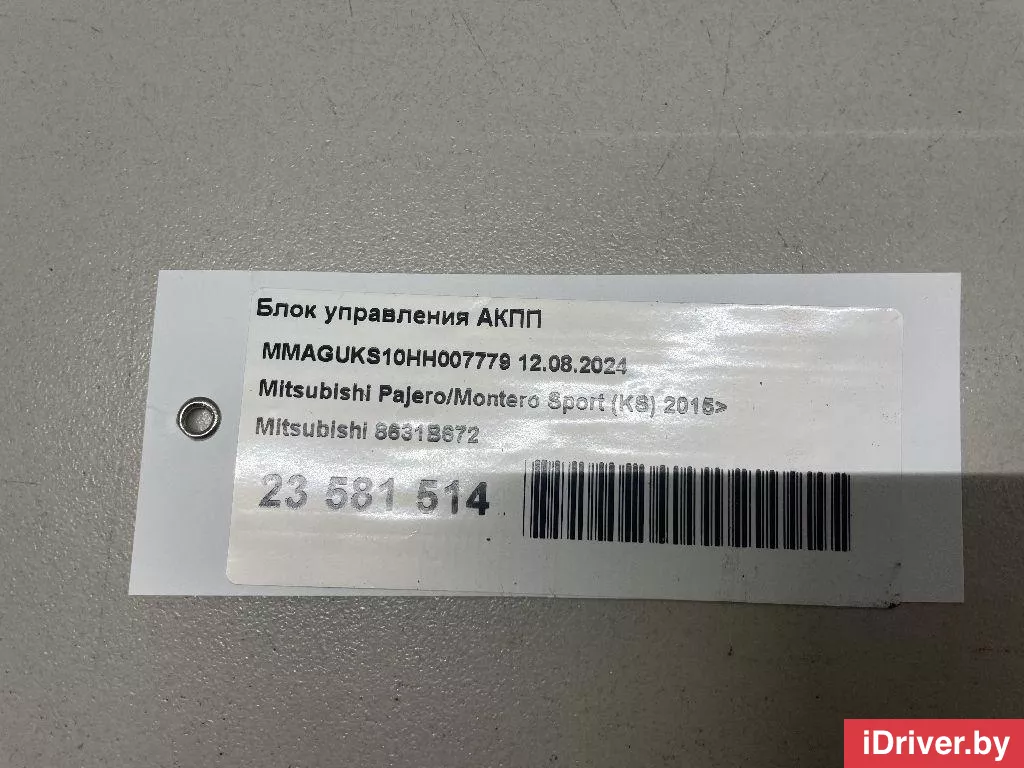 Блок управления АКПП
MMAGUKS10HH007779 12.08.2024
Mitsubishi Pajero/Montero Sport (KS) 2015>
Mitsubishi 8631B672
23 581 514
iDriver.by